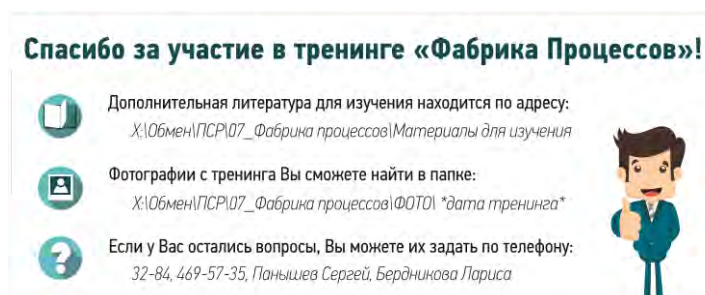 Спасибо за участие в тренинге «Фабрика Процессов»!
Дополнительная литература для изучения находится по адресу:
X:\Обмен\ПСР\07_Фабрика процессов\Материалы для изучения
Фотографии с тренинга Вы сможете найти в папке:
X:\Обмен\ПСР\07_Фабрика процессов\ФОТО\ *дата тренинга*
Если у Вас остались вопросы, Вы можете их задать по телефону:
32-84, 469-57-35, Панышев Сергей, Бердникова Лариса